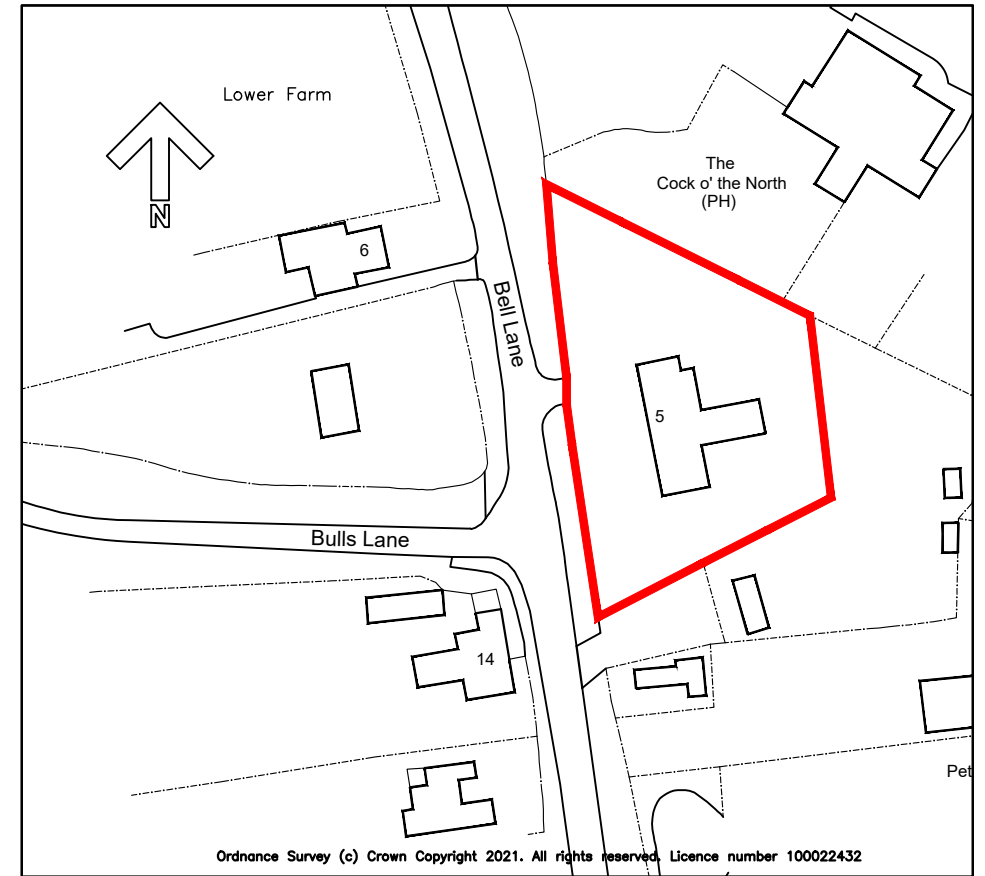 Lower Farm
The
Cock o' the North
(PH)
N
6
Bell Lane
5
Bulls Lane
14
Pet
Ordnance Survey (c) Crown Copyright 2021. All rights reserved. Licence number 100022432